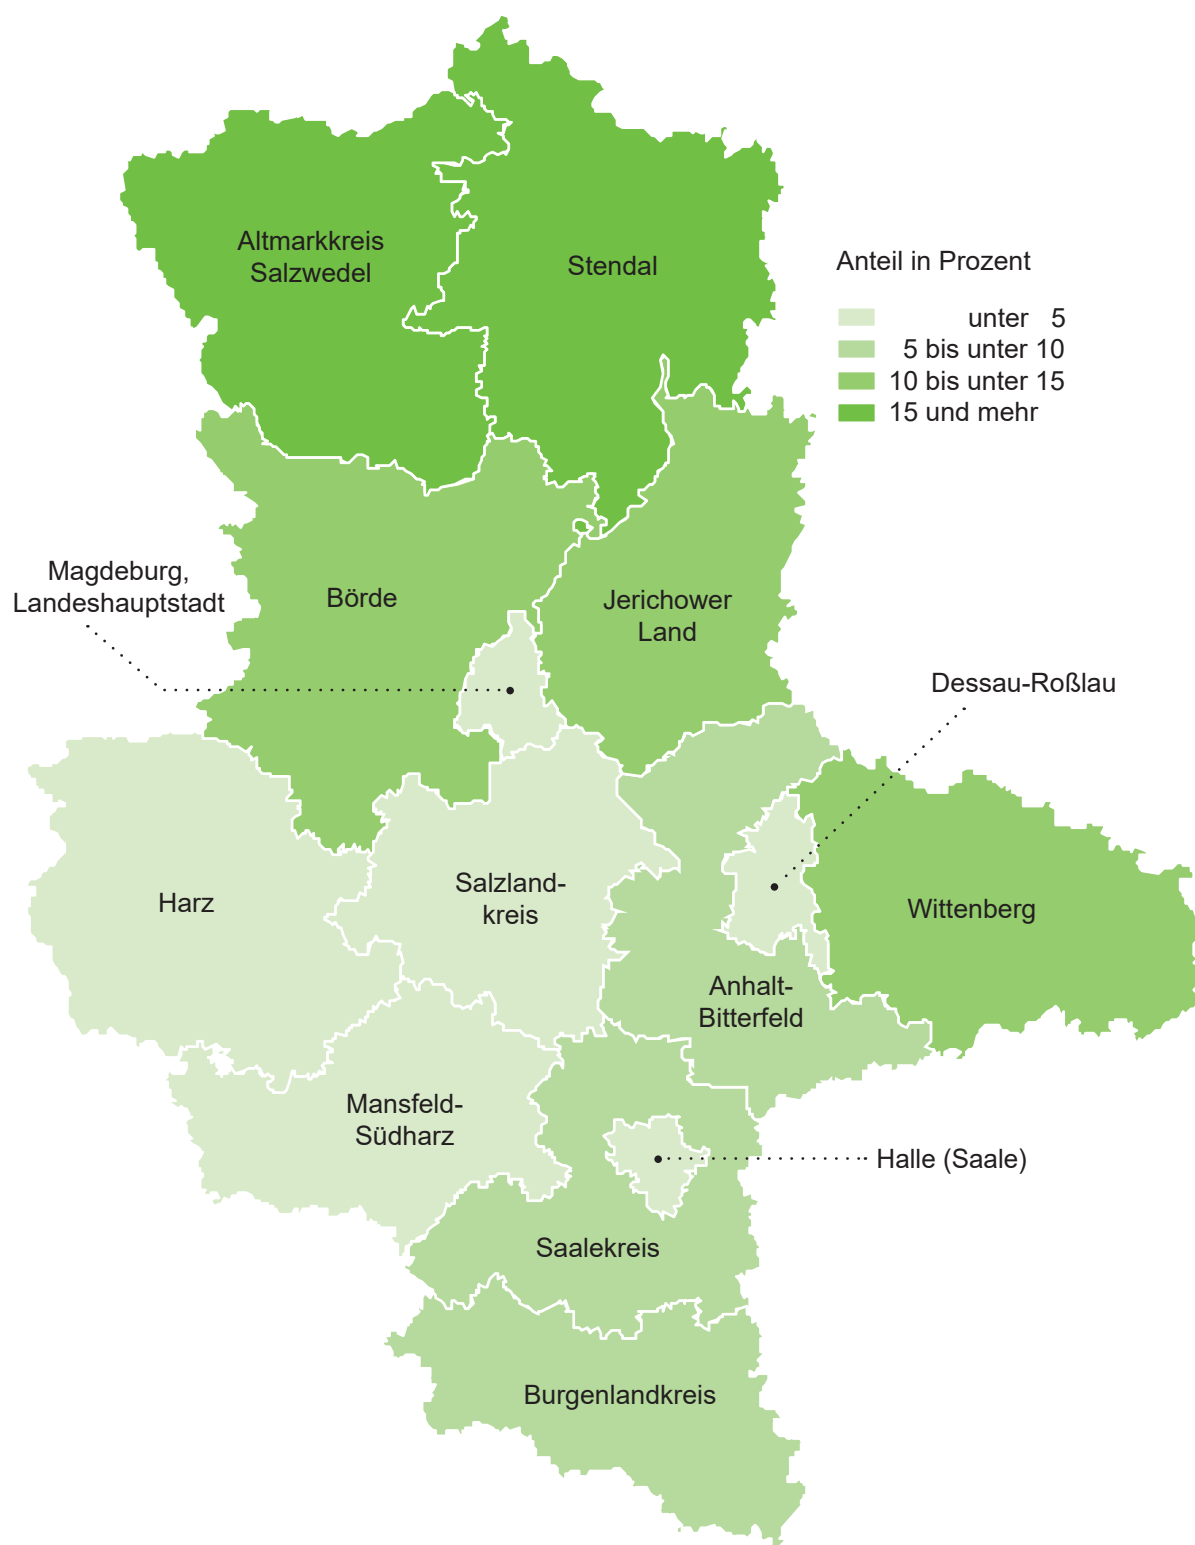 Altmarkkreis
Salzwedel
Stendal
Anteil in Prozent
unter 5
5 bis unter 10
10 bis unter 15
15 und mehr
Magdeburg,
Landeshauptstadt
Börde
Jerichower
Land
Dessau-Roßlau
Harz
Salzland-
kreis
Wittenberg
Anhalt-
Bitterfeld
Mansfeld-
Südharz
Halle (Saale)
Saalekreis
Burgenlandkreis